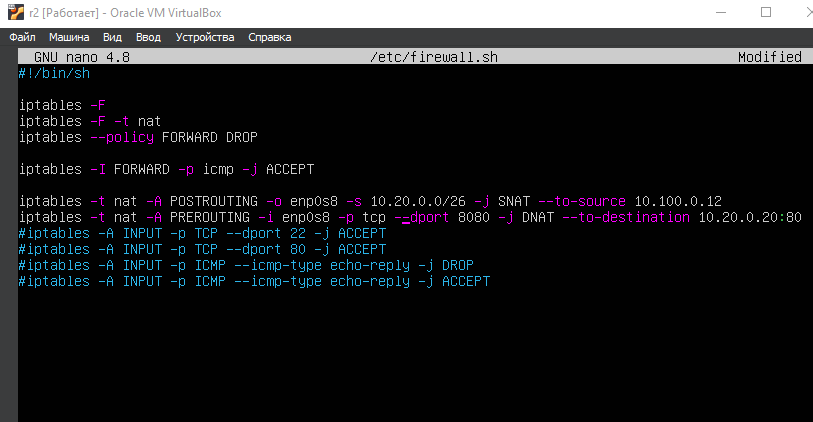 r2 [Работает] - Oracle VM VirtualBox
Файл Машина Вид Ввод Устройства Справка
GNU nano 4.8 /etc/firewall.sh Modified
#!/bin/sh
iptables -F
iptables -F -t nat
iptables --policy FORWARD DROP
iptables -I FORWARD -p icmp -j ACCEPT
iptables -t nat -A POSTROUTING -o enp0s8 -s 10.20.0.0/26 -j SNAT --to-source 10.100.0.12
iptables -t nat -A PREROUTING -i enp0s8 -p tcp --dport 8080 -j DNAT --to-destination 10.20.0.20:80
#iptables -A INPUT -p TCP --dport 22 -j ACCEPT
#iptables -A INPUT -p TCP --dport 80 -j ACCEPT
#iptables -A INPUT -p ICMP --icmp-type echo-reply -j DROP
#iptables -A INPUT -p ICMP --icmp-type echo-reply -j ACCEPT